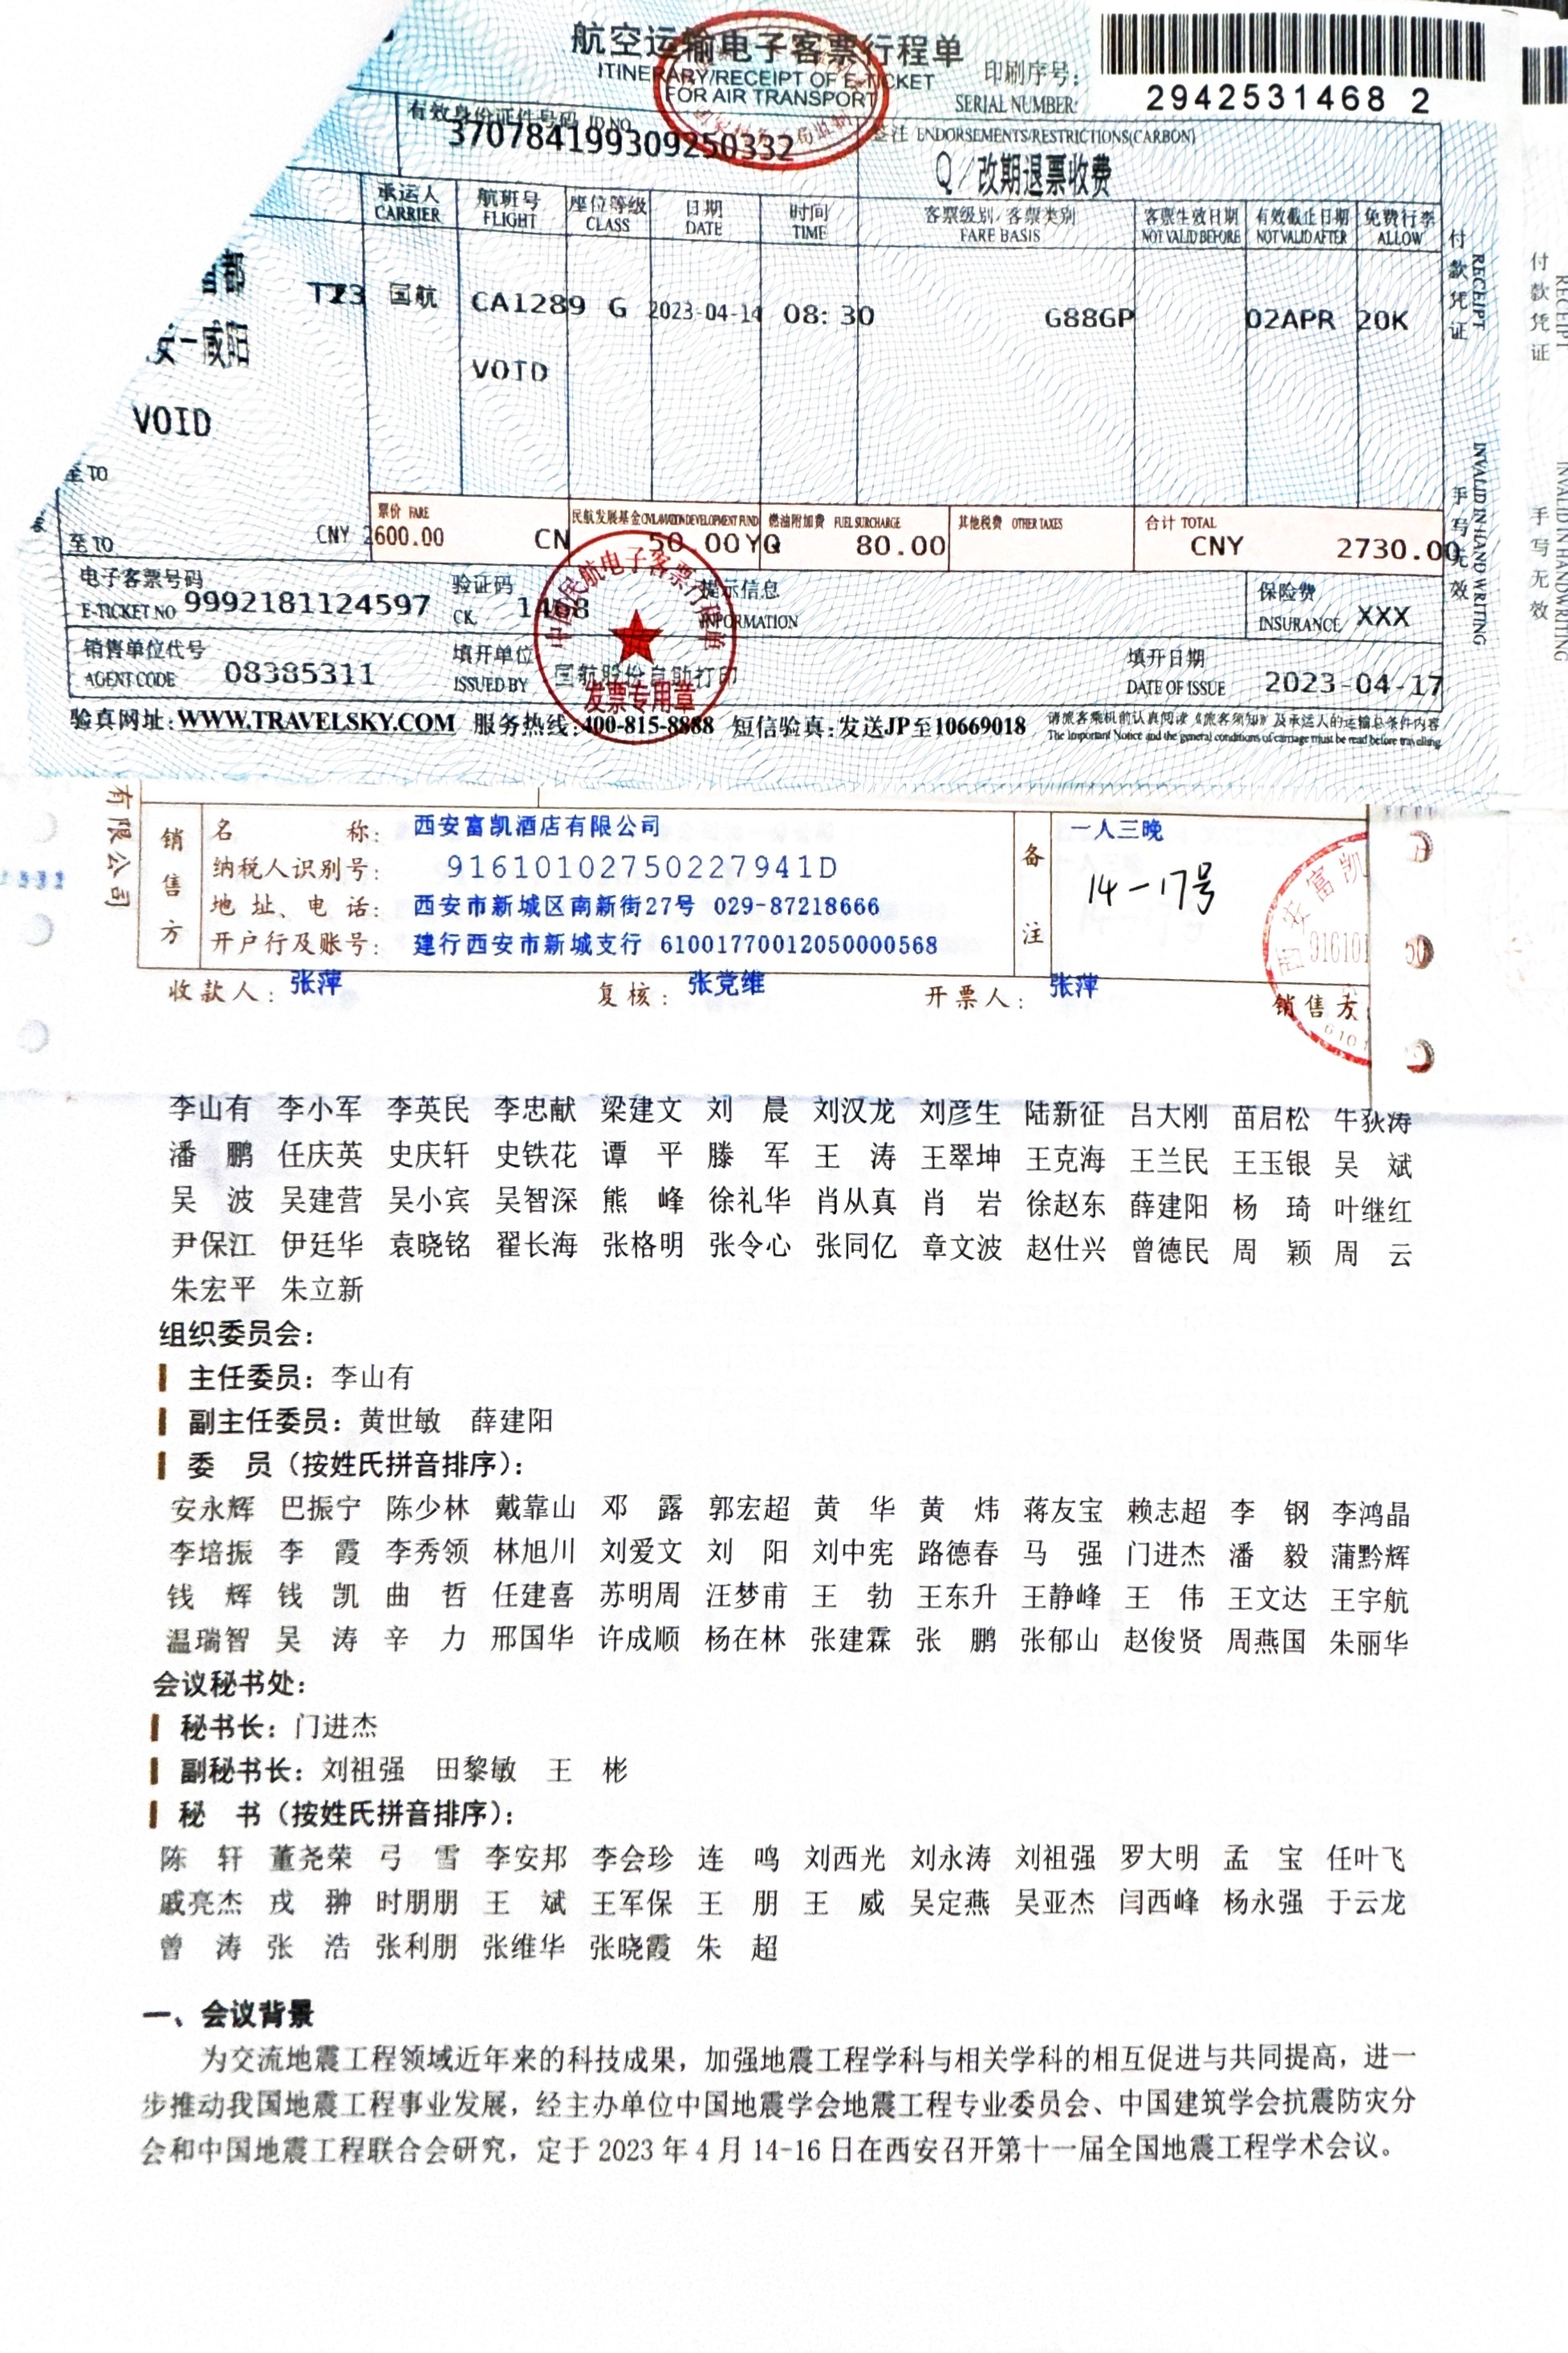 航空运输电子客票行程单
ITINERARY/RECEIPT OF E-TICKET
FOR AIR TRANSPORT
印刷序号:
SERIAL NUMBER:
2942531468 2
有效身份证件号码 ID NO.
370784199309250332
签注 ENDORSEMENTS/RESTRICTIONS(CARBON)
Q/改期退票收费
承运人 航班号 座位等级 日期 时间 客票级别/客票类别 客票生效日期 有效截止日期 免费行李
CARRIER FLIGHT CLASS DATE TIME FARE BASIS NOT VALID BEFORE NOT VALID AFTER ALLOW
都 国航 CA1289 G 2023-04-14 08:30 G88GP 02APR 20K
安一咸阳
VOID
VOID
至TO
至TO
票价 FARE 民航发展基金CIVIL AVIATION DEVELOPMENT FUND 燃油附加费 FUEL SURCHARGE 其他税费 OTHER TAXES 合计 TOTAL
CNY 2600.00 CN 50.00YQ 80.00 CNY 2730.00
电子客票号码 验证码 提示信息 保险费
E-TICKET NO 9992181124597 CK. 1468 INFORMATION INSURANCE XXX
销售单位代号 填开单位 填开日期
AGENT CODE 08385311 ISSUED BY 国航股份自助打印 DATE OF ISSUE 2023-04-17
发票专用章
验真网址:WWW.TRAVELSKY.COM 服务热线:400-815-8888 短信验真:发送JP至10669018
请旅客乘机前认真阅读《旅客须知》及承运人的运输总条件内容
The Important Notice and the general conditions of carriage must be read before travelling.
付款凭证 RECEIPT
手写无效 INVALID IN HAND WRITING
付款凭证 RECEIPT
手写无效 INVALID IN HANDWRITING
有限公司
销售方
名称: 西安富凯酒店有限公司
纳税人识别号: 91610102750227941D
地址、电话: 西安市新城区南新街27号 029-87218666
开户行及账号: 建行西安市新城支行 61001770012050000568
备注
一人三晚
14-17号
西安富凯
916101
6101
收款人: 张萍 复核: 张党维 开票人: 张萍 销售方
李山有 李小军 李英民 李忠献 梁建文 刘 晨 刘汉龙 刘彦生 陆新征 吕大刚 苗启松 牛荻涛
潘 鹏 任庆英 史庆轩 史铁花 谭 平 滕 军 王 涛 王翠坤 王克海 王兰民 王玉银 吴 斌
吴 波 吴建营 吴小宾 吴智深 熊 峰 徐礼华 肖从真 肖 岩 徐赵东 薛建阳 杨 琦 叶继红
尹保江 伊廷华 袁晓铭 翟长海 张格明 张令心 张同亿 章文波 赵仕兴 曾德民 周 颖 周 云
朱宏平 朱立新
组织委员会:
主任委员: 李山有
副主任委员: 黄世敏 薛建阳
委 员(按姓氏拼音排序):
安永辉 巴振宁 陈少林 戴靠山 邓 露 郭宏超 黄 华 黄 炜 蒋友宝 赖志超 李 钢 李鸿晶
李培振 李 霞 李秀领 林旭川 刘爱文 刘 阳 刘中宪 路德春 马 强 门进杰 潘 毅 蒲黔辉
钱 辉 钱 凯 曲 哲 任建喜 苏明周 汪梦甫 王 勃 王东升 王静峰 王 伟 王文达 王宇航
温瑞智 吴 涛 辛 力 邢国华 许成顺 杨在林 张建霖 张 鹏 张郁山 赵俊贤 周燕国 朱丽华
会议秘书处:
秘书长: 门进杰
副秘书长: 刘祖强 田黎敏 王 彬
秘 书(按姓氏拼音排序):
陈 轩 董尧荣 弓 雪 李安邦 李会珍 连 鸣 刘西光 刘永涛 刘祖强 罗大明 孟 宝 任叶飞
戚亮杰 戎 翀 时朋朋 王 斌 王军保 王 朋 王 威 吴定燕 吴亚杰 闫西峰 杨永强 于云龙
曾 涛 张 浩 张利朋 张维华 张晓霞 朱 超
一、会议背景
为交流地震工程领域近年来的科技成果,加强地震工程学科与相关学科的相互促进与共同提高,进一
步推动我国地震工程事业发展,经主办单位中国地震学会地震工程专业委员会、中国建筑学会抗震防灾分
会和中国地震工程联合会研究,定于 2023 年 4 月 14-16 日在西安召开第十一届全国地震工程学术会议。